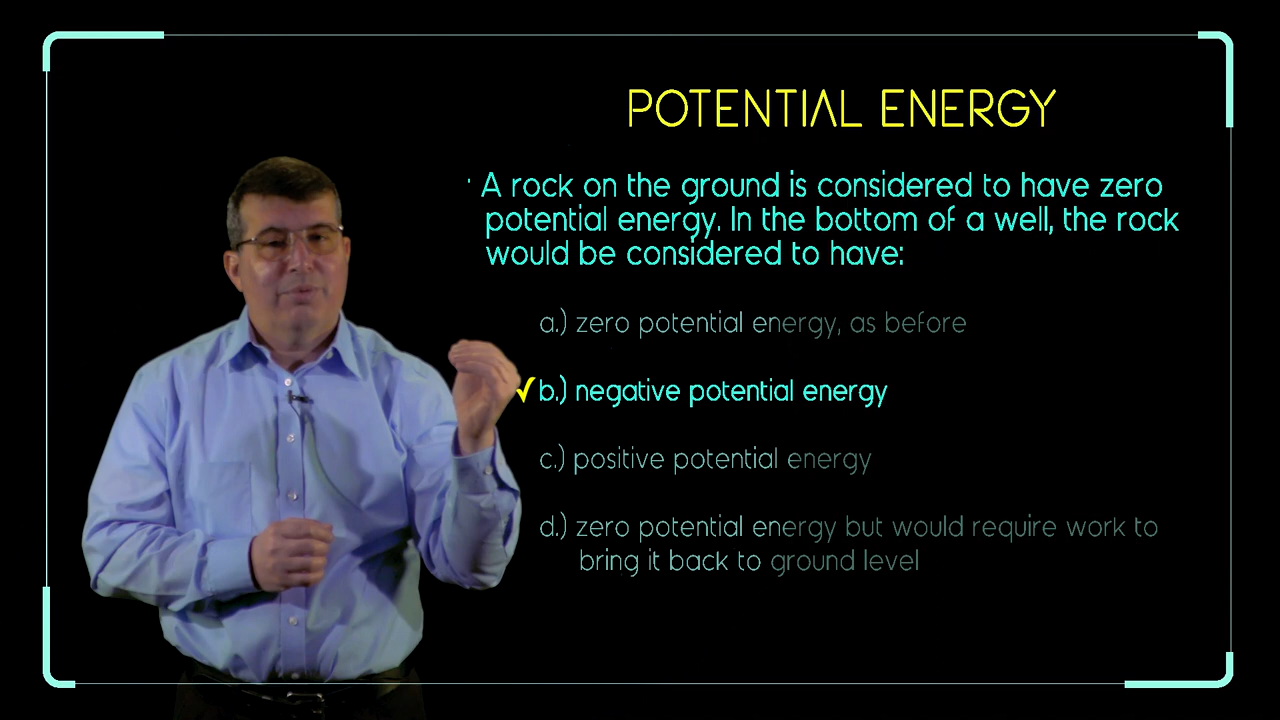 POTENTIAL ENERGY
A rock on the ground is considered to have zero
potential energy. In the bottom of a well, the rock
would be considered to have:
a.) zero potential energy, as before
✓b.) negative potential energy
c.) positive potential energy
d.) zero potential energy but would require work to
bring it back to ground level